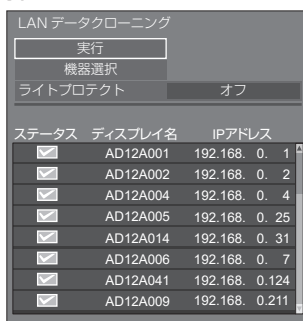 LAN データクローニング
実行
機器選択
ライトプロテクト オフ
ステータス ディスプレイ名 IPアドレス
AD12A001 192.168. 0. 1
AD12A002 192.168. 0. 2
AD12A004 192.168. 0. 4
AD12A005 192.168. 0. 25
AD12A014 192.168. 0. 31
AD12A006 192.168. 0. 7
AD12A041 192.168. 0.124
AD12A009 192.168. 0.211